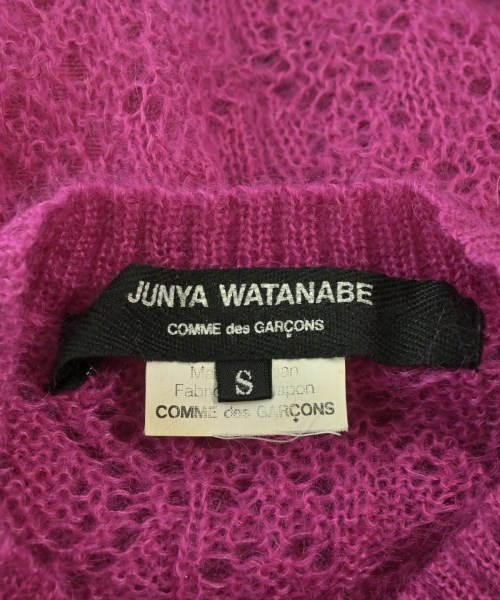 JUNYA WATANABE
COMME des GARÇONS
S
COMME des GARÇONS